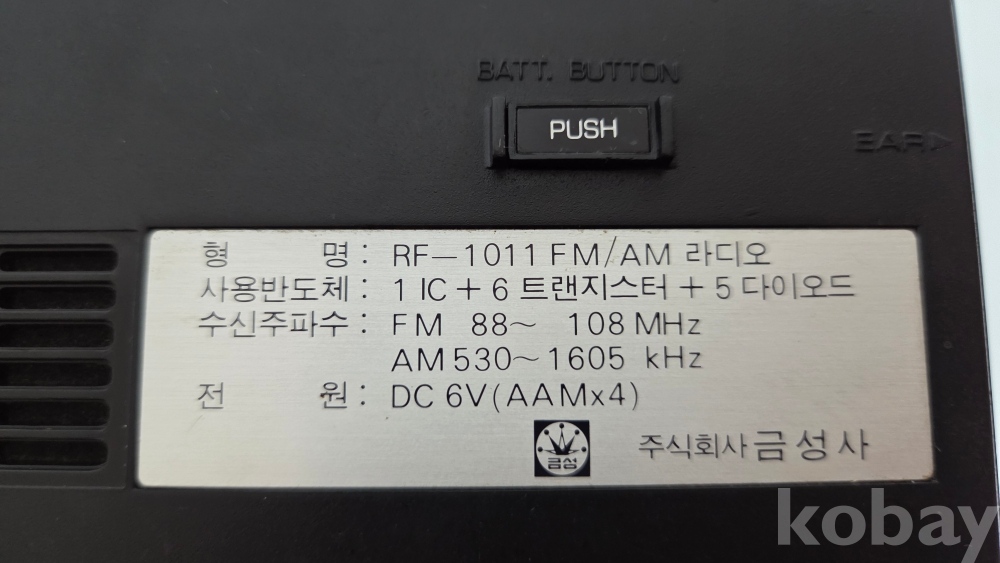 BATT. BUTTON
PUSH
EAR
형 명 : RF-1011 FM/AM 라디오
사용반도체 : 1 IC + 6 트랜지스터 + 5 다이오드
수신주파수 : FM 88~ 108 MHz
AM 530~1605 kHz
전 원 : DC 6V (AAMx4)
금성
주식회사 금성사
kobay